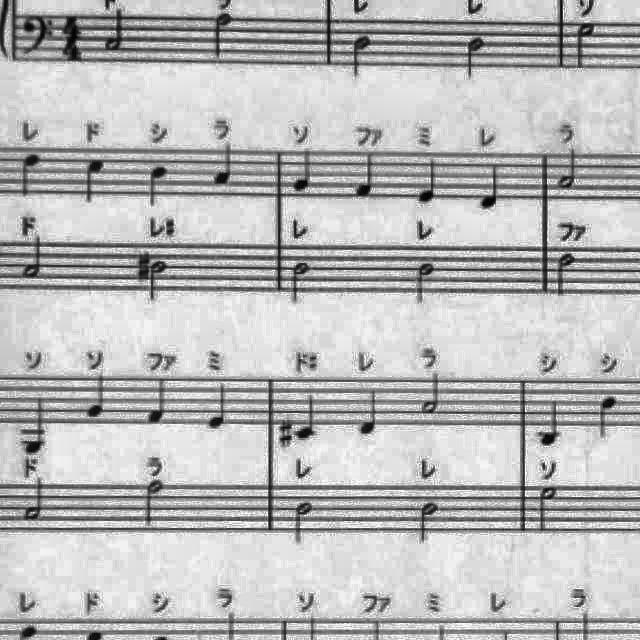 ド ラ レ レ ソ
レ ド シ ラ ソ ファ ミ レ ラ
ド レ♯ レ レ ファ
ソ ソ ファ ミ ド♯ レ ラ シ シ
ド ラ レ レ ソ
レ ド シ ラ ソ ファ ミ レ ラ